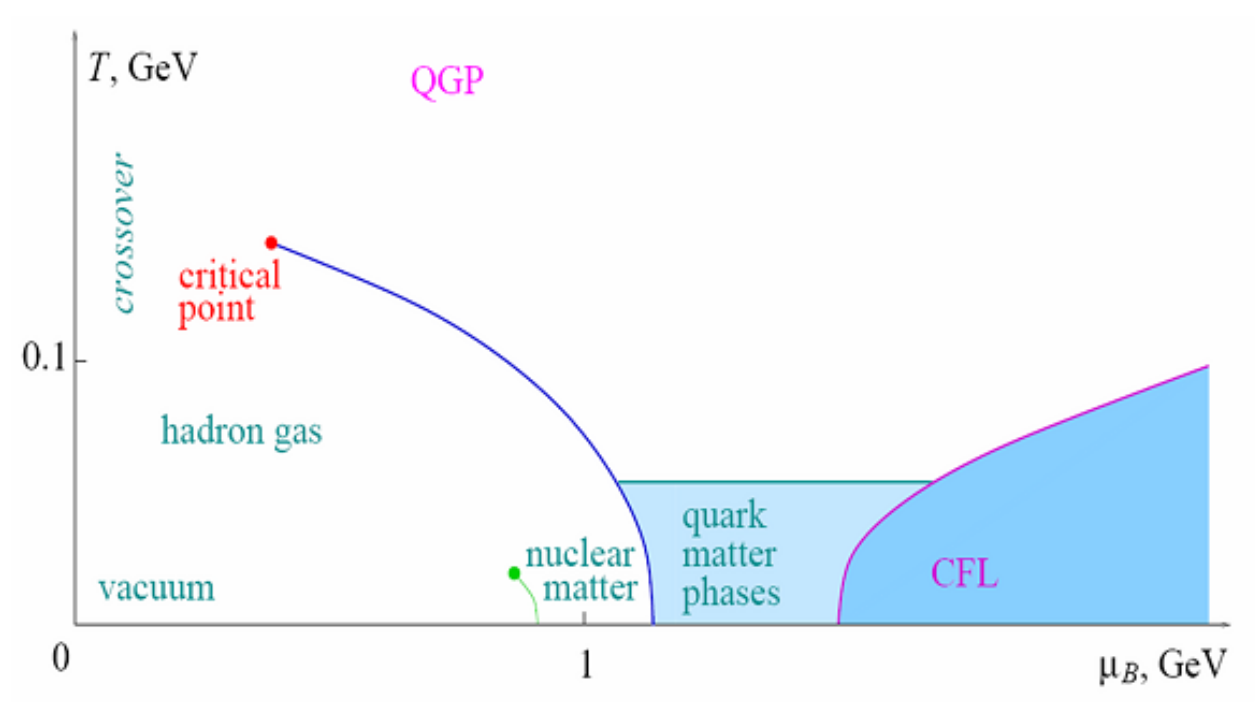 T, GeV
QGP
crossover
critical
point
0.1
hadron gas
quark
matter
phases
nuclear
matter
CFL
vacuum
0
1
μB, GeV